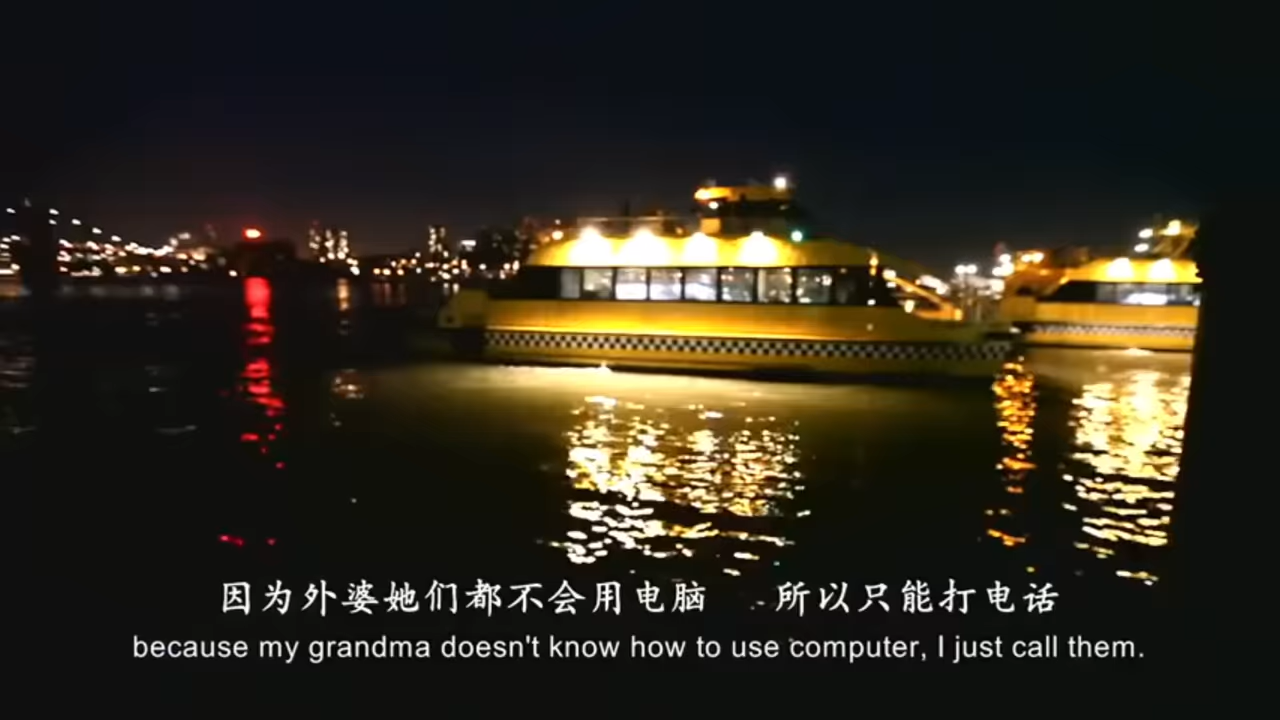 因为外婆她们都不会用电脑 所以只能打电话
because my grandma doesn't know how to use computer, I just call them.